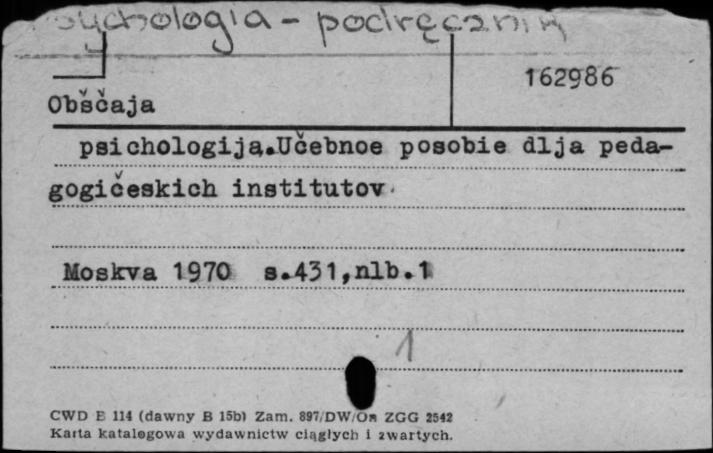 Psychologia - podręcznik
162986
Obščaja
psichologija.Učebnoe posobie dlja peda-
gogičeskich institutov
Moskva 1970 s.431,nlb.1
1
CWD E 114 (dawny B 15b) Zam. 897/DW/Oa ZGG 2542
Karta katalogowa wydawnictw ciągłych i zwartych.